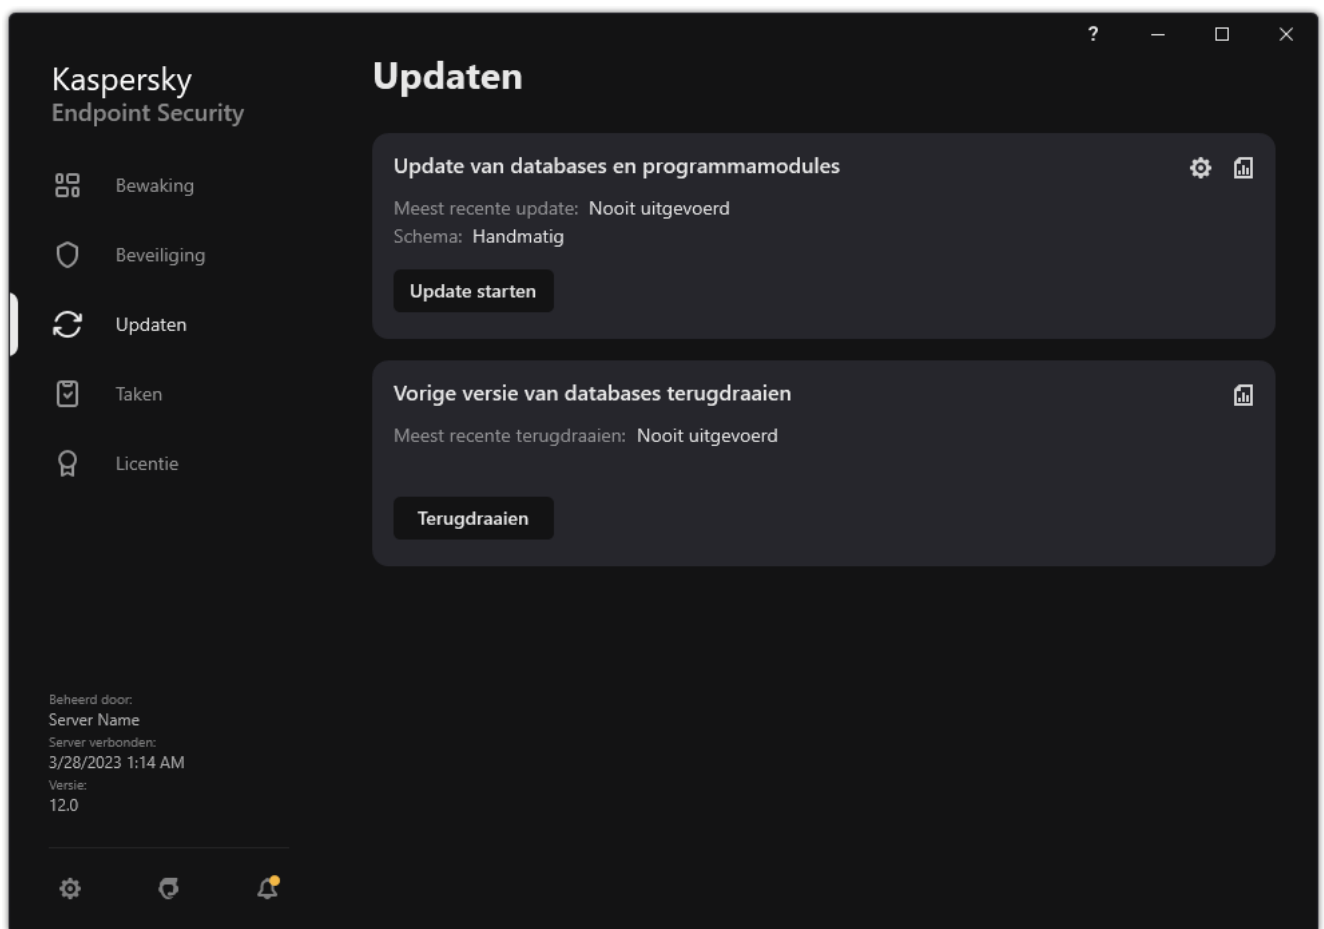 ?
Kaspersky
Endpoint Security
Bewaking
Beveiliging
Updaten
Taken
Licentie
Beheerd door:
Server Name
Server verbonden:
3/28/2023 1:14 AM
Versie:
12.0
Updaten
Update van databases en programmamodules
Meest recente update: Nooit uitgevoerd
Schema: Handmatig
Update starten
Vorige versie van databases terugdraaien
Meest recente terugdraaien: Nooit uitgevoerd
Terugdraaien